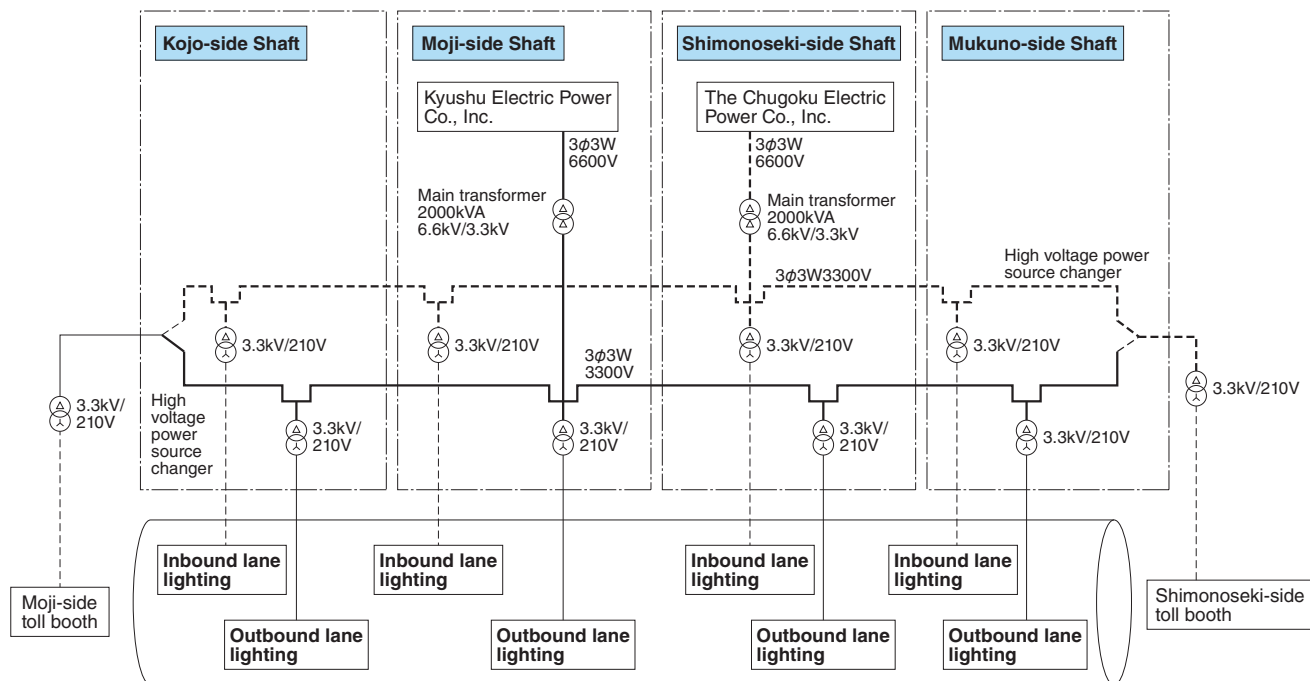 Kojo-side Shaft
Moji-side Shaft
Shimonoseki-side Shaft
Mukuno-side Shaft
Kyushu Electric Power
Co., Inc.
The Chugoku Electric
Power Co., Inc.
3ϕ3W
6600V
3ϕ3W
6600V
Main transformer
2000kVA
6.6kV/3.3kV
Main transformer
2000kVA
6.6kV/3.3kV
High voltage power
source changer
3ϕ3W3300V
3.3kV/210V
3.3kV/210V
3.3kV/210V
3.3kV/210V
3ϕ3W
3300V
3.3kV/
210V
High
voltage
power
source
changer
3.3kV/
210V
3.3kV/
210V
3.3kV/
210V
3.3kV/210V
3.3kV/210V
Inbound lane
lighting
Inbound lane
lighting
Inbound lane
lighting
Inbound lane
lighting
Moji-side
toll booth
Shimonoseki-side
toll booth
Outbound lane
lighting
Outbound lane
lighting
Outbound lane
lighting
Outbound lane
lighting